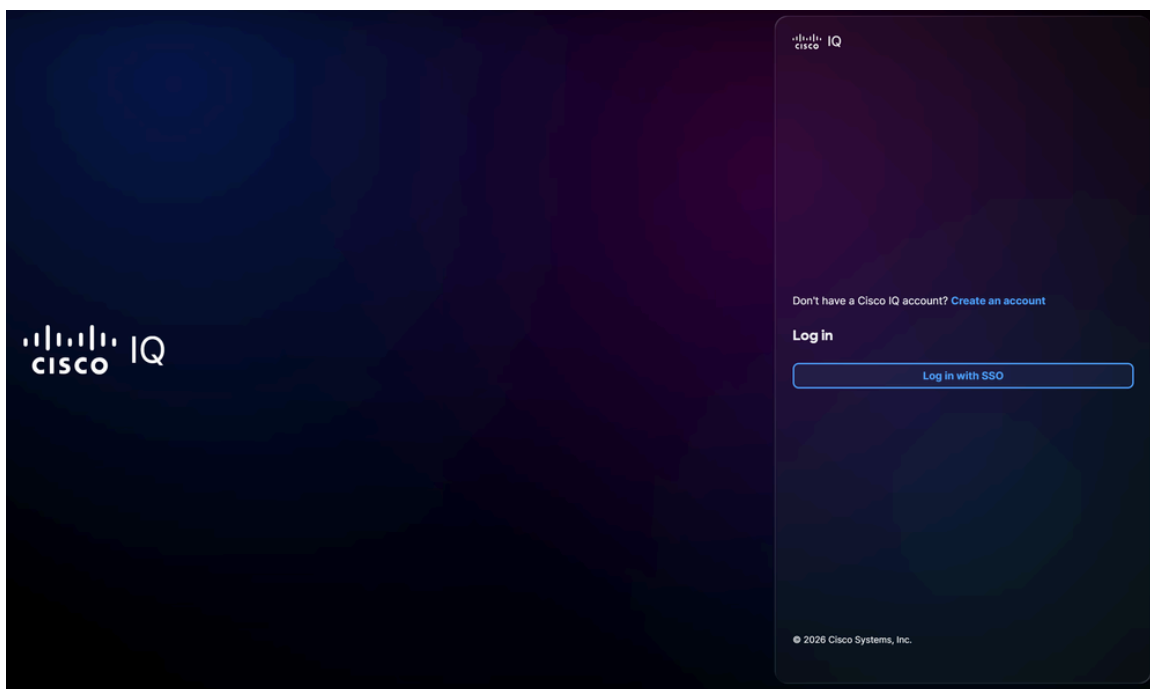 cisco IQ
cisco IQ
Don't have a Cisco IQ account? Create an account
Log in
Log in with SSO
© 2026 Cisco Systems, Inc.